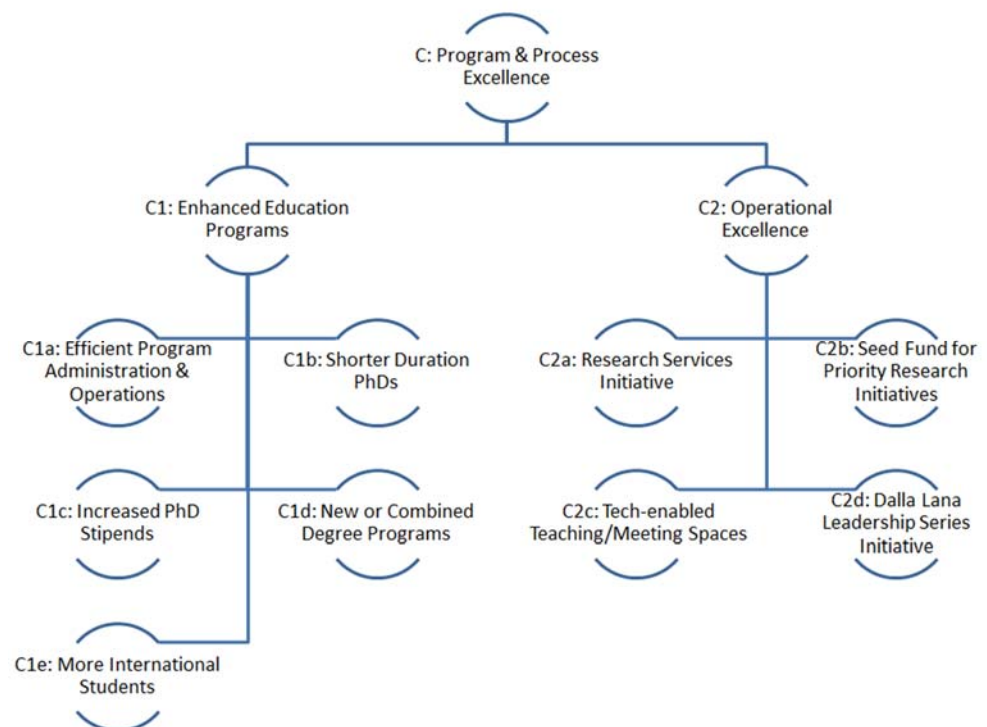 C: Program & Process
Excellence
C1: Enhanced Education
Programs
C2: Operational
Excellence
C1a: Efficient Program
Administration &
Operations
C1b: Shorter Duration
PhDs
C2a: Research Services
Initiative
C2b: Seed Fund for
Priority Research
Initiatives
C1c: Increased PhD
Stipends
C1d: New or Combined
Degree Programs
C2c: Tech-enabled
Teaching/Meeting Spaces
C2d: Dalla Lana
Leadership Series
Initiative
C1e: More International
Students